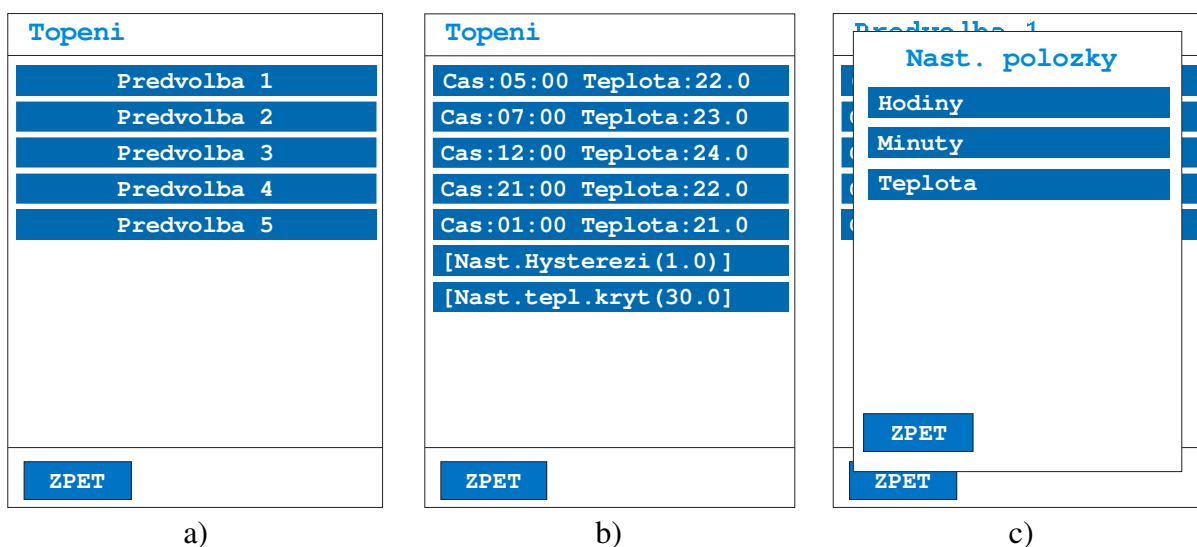 Topeni
Predvolba 1
Predvolba 2
Predvolba 3
Predvolba 4
Predvolba 5
ZPET
a)
Topeni
Cas:05:00 Teplota:22.0
Cas:07:00 Teplota:23.0
Cas:12:00 Teplota:24.0
Cas:21:00 Teplota:22.0
Cas:01:00 Teplota:21.0
[Nast.Hysterezi(1.0)]
[Nast.tepl.kryt(30.0]
ZPET
b)
Predvolba 1
Nast. polozky
Hodiny
Minuty
Teplota
ZPET
ZPET
c)